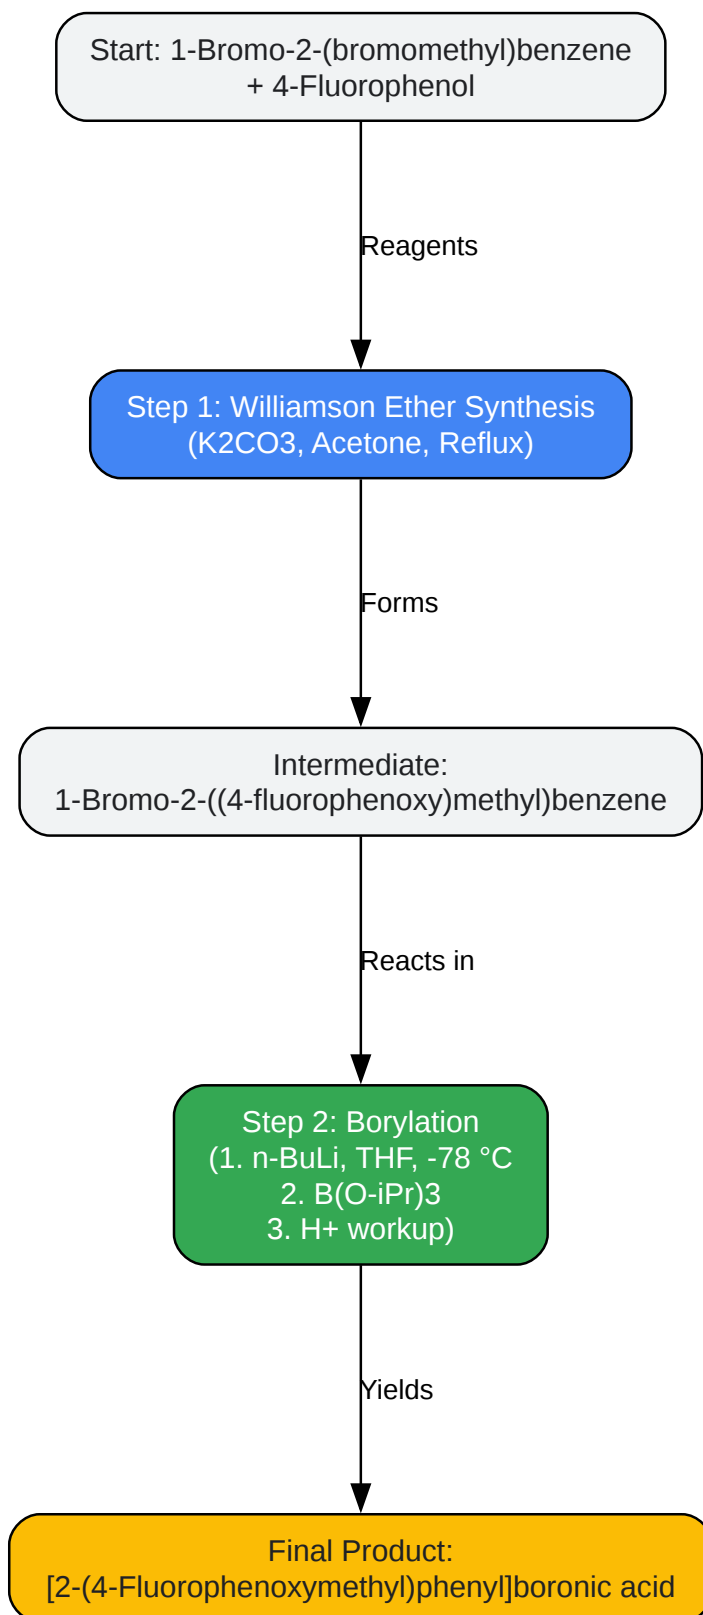 Start: 1-Bromo-2-(bromomethyl)benzene
+ 4-Fluorophenol
Reagents
Step 1: Williamson Ether Synthesis
(K2CO3, Acetone, Reflux)
Forms
Intermediate:
1-Bromo-2-((4-fluorophenoxy)methyl)benzene
Reacts in
Step 2: Borylation
(1. n-BuLi, THF, -78 °C
2. B(O-iPr)3
3. H+ workup)
Yields
Final Product:
[2-(4-Fluorophenoxymethyl)phenyl]boronic acid